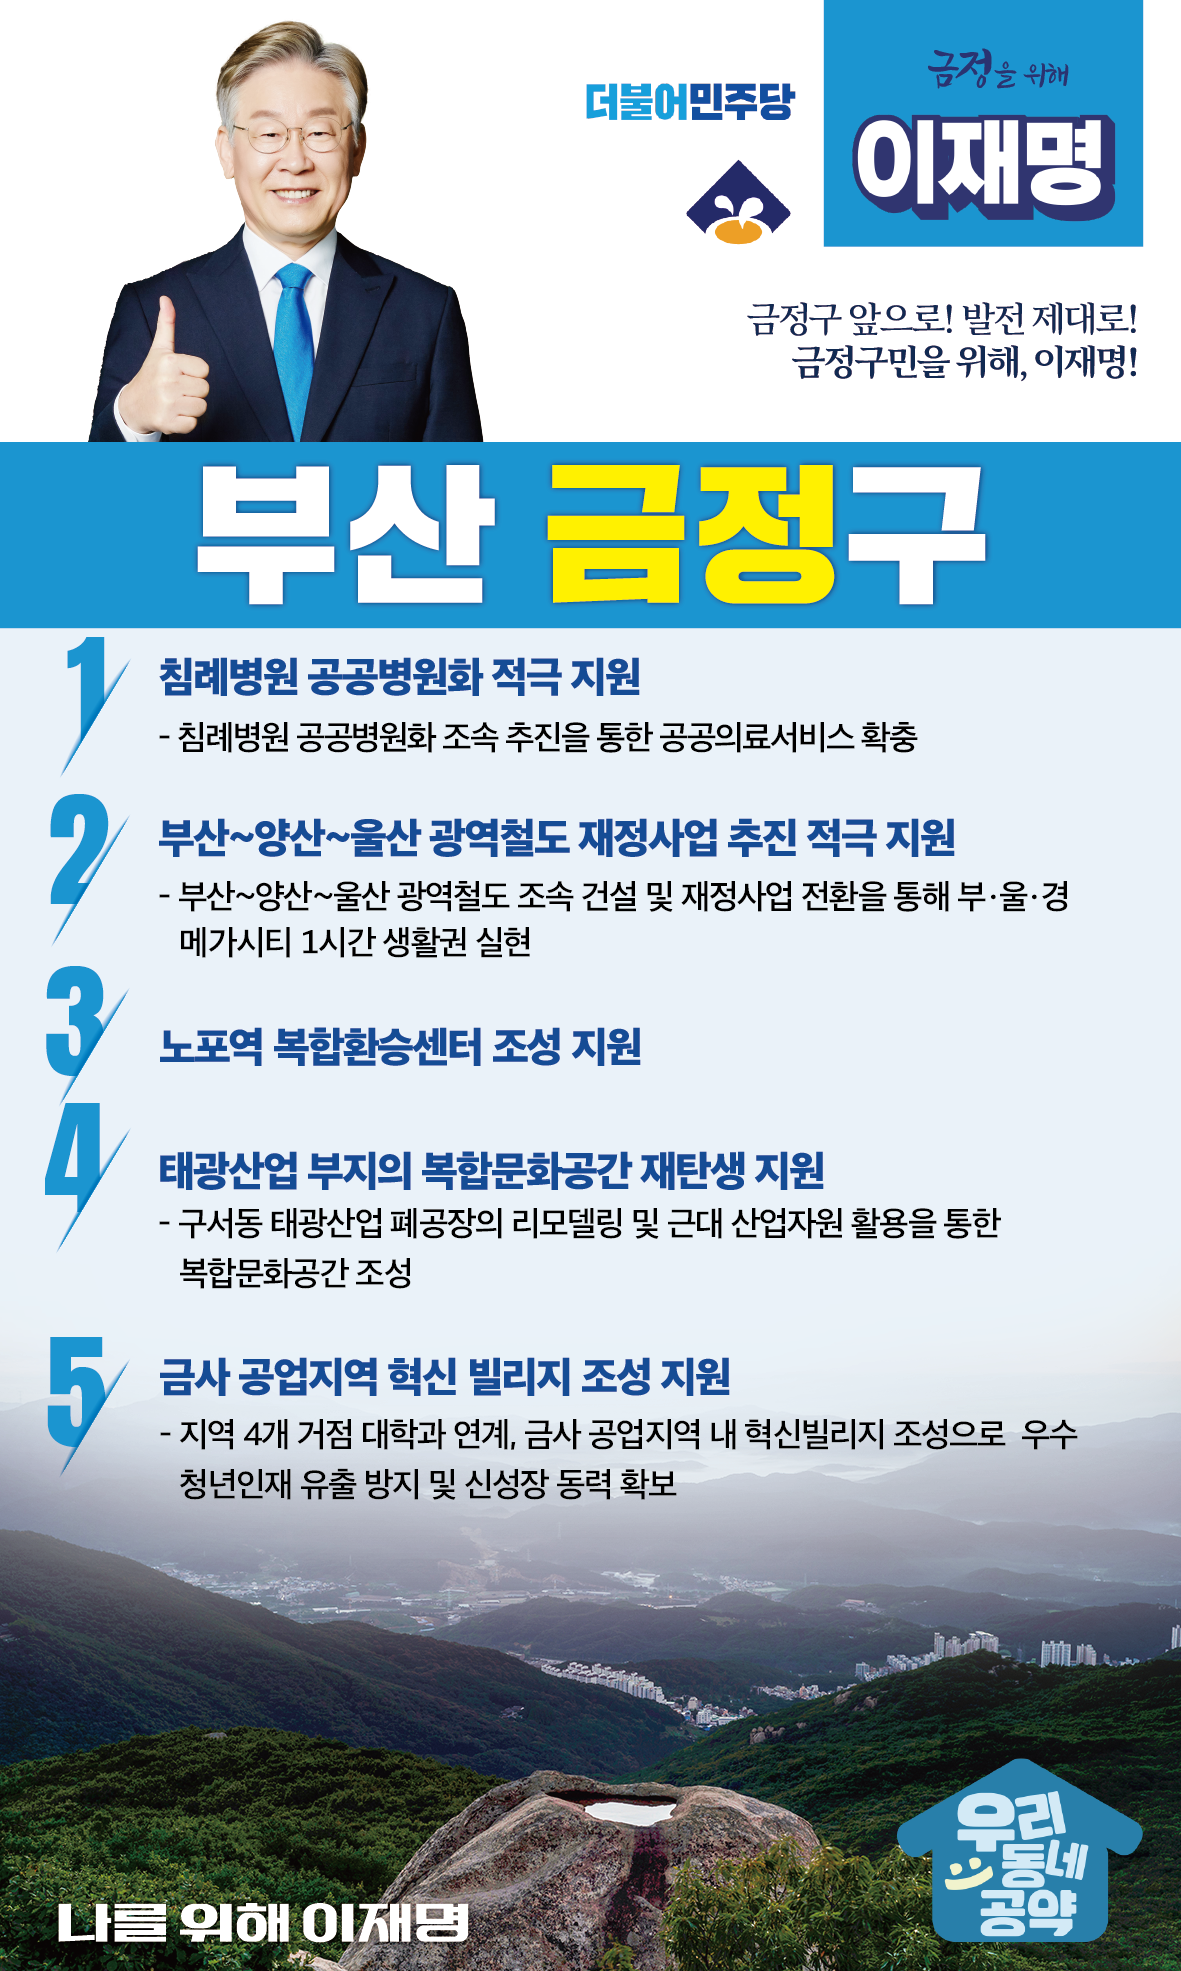 더불어민주당
금정을 위해
이재명
금정구 앞으로! 발전 제대로!
금정구민을 위해, 이재명!
부산 금정구
1
침례병원 공공병원화 적극 지원
- 침례병원 공공병원화 조속 추진을 통한 공공의료서비스 확충
2
부산~양산~울산 광역철도 재정사업 추진 적극 지원
- 부산~양산~울산 광역철도 조속 건설 및 재정사업 전환을 통해 부·울·경
메가시티 1시간 생활권 실현
3
노포역 복합환승센터 조성 지원
4
태광산업 부지의 복합문화공간 재탄생 지원
- 구서동 태광산업 폐공장의 리모델링 및 근대 산업자원 활용을 통한
복합문화공간 조성
5
금사 공업지역 혁신 빌리지 조성 지원
- 지역 4개 거점 대학과 연계, 금사 공업지역 내 혁신빌리지 조성으로 우수
청년인재 유출 방지 및 신성장 동력 확보
우리
동네
공약
나를 위해 이재명